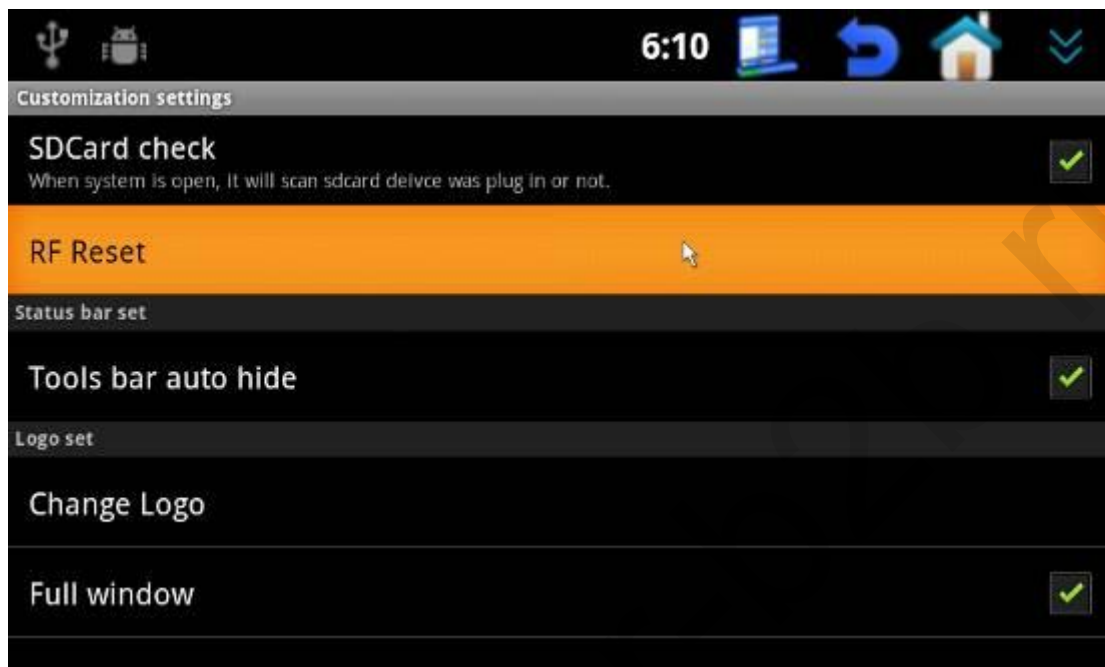 6:10
Customization settings
SDCard check
When system is open, it will scan sdcard deivce was plug in or not.
RF Reset
Status bar set
Tools bar auto hide
Logo set
Change Logo
Full window